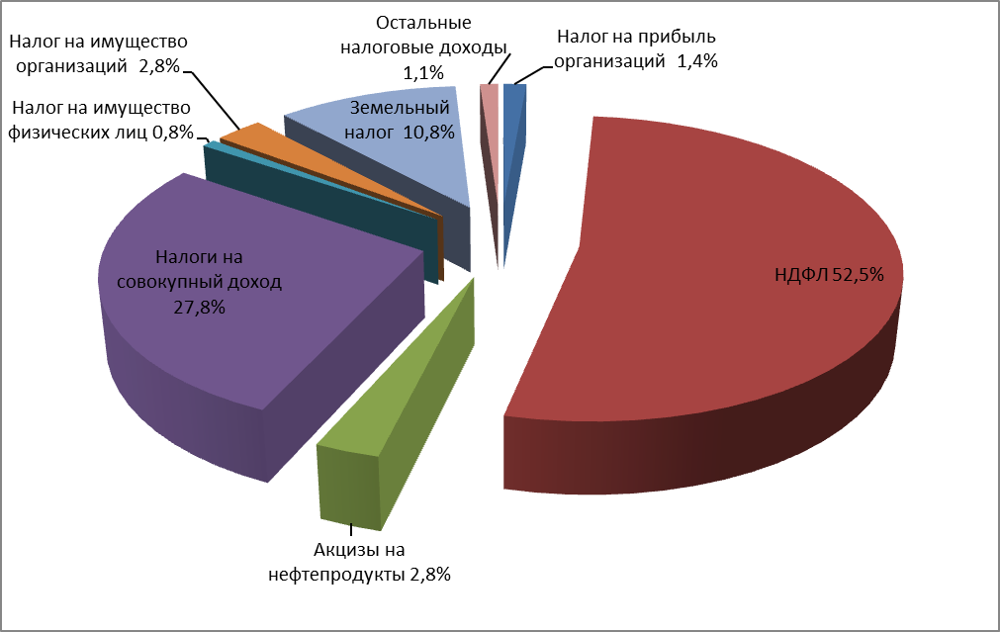 Остальные
налоговые доходы
1,1%
Налог на прибыль
организаций 1,4%
Налог на имущество
организаций 2,8%
Налог на имущество
физических лиц 0,8%
Земельный
налог 10,8%
Налоги на
совокупный доход
27,8%
НДФЛ 52,5%
Акцизы на
нефтепродукты 2,8%